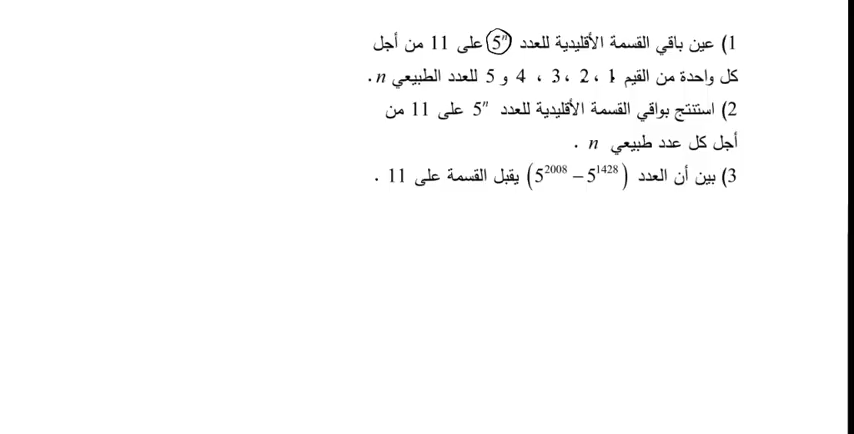 1) عين باقي القسمة الأقليدية للعدد 5ⁿ على 11 من أجل
كل واحدة من القيم 1 ، 2 ، 3 ، 4 و 5 للعدد الطبيعي n .
2) استنتج بواقي القسمة الأقليدية للعدد 5ⁿ على 11 من
أجل كل عدد طبيعي n .
3) بين أن العدد (5²⁰⁰⁸ − 5¹⁴²⁸) يقبل القسمة على 11 .